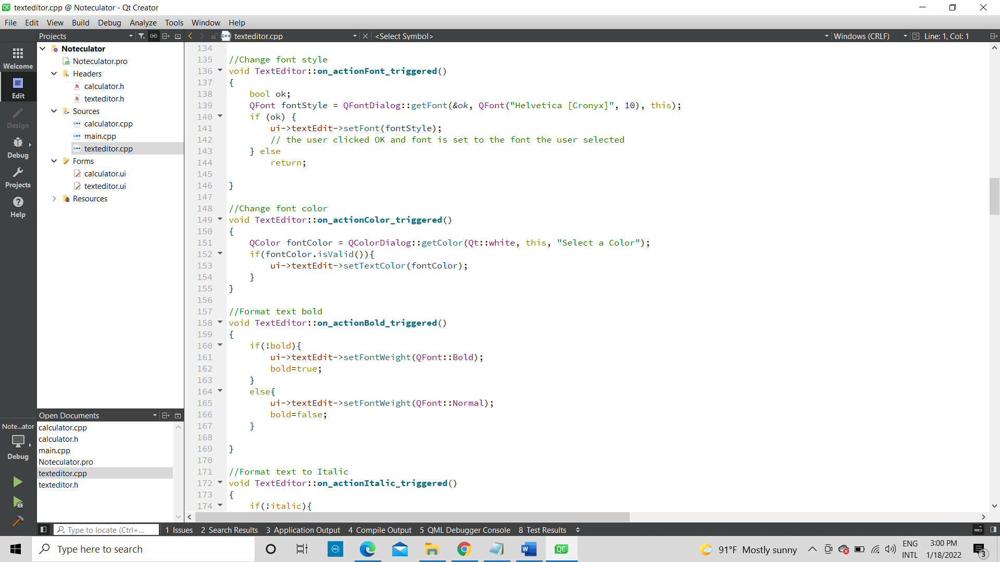 texteditor.cpp @ Noteculator - Qt Creator
File Edit View Build Debug Analyze Tools Window Help
Projects
texteditor.cpp
<Select Symbol>
Windows (CRLF)
Line: 1, Col: 1
Welcome
Edit
Design
Debug
Projects
Help
Noteculator
Noteculator.pro
Headers
calculator.h
texteditor.h
Sources
calculator.cpp
main.cpp
texteditor.cpp
Forms
calculator.ui
texteditor.ui
Resources
134
135 //Change font style
136 void TextEditor::on_actionFont_triggered()
137 {
138 bool ok;
139 QFont fontStyle = QFontDialog::getFont(&ok, QFont("Helvetica [Cronyx]", 10), this);
140 if (ok) {
141 ui->textEdit->setFont(fontStyle);
142 // the user clicked OK and font is set to the font the user selected
143 } else
144 return;
145
146 }
147
148 //Change font color
149 void TextEditor::on_actionColor_triggered()
150 {
151 QColor fontColor = QColorDialog::getColor(Qt::white, this, "Select a Color");
152 if(fontColor.isValid()){
153 ui->textEdit->setTextColor(fontColor);
154 }
155 }
156
157 //Format text bold
158 void TextEditor::on_actionBold_triggered()
159 {
160 if(!bold){
161 ui->textEdit->setFontWeight(QFont::Bold);
162 bold=true;
163 }
164 else{
165 ui->textEdit->setFontWeight(QFont::Normal);
166 bold=false;
167 }
168
169 }
170
171 //Format text to Italic
172 void TextEditor::on_actionItalic_triggered()
173 {
174 if(!italic){
Open Documents
calculator.cpp
calculator.h
main.cpp
Noteculator.pro
texteditor.cpp
texteditor.h
Note...ator
Debug
Type to locate (Ctrl+...
1 Issues 2 Search Results 3 Application Output 4 Compile Output 5 QML Debugger Console 8 Test Results
Type here to search
91°F Mostly sunny
ENG
INTL
3:00 PM
1/18/2022
3